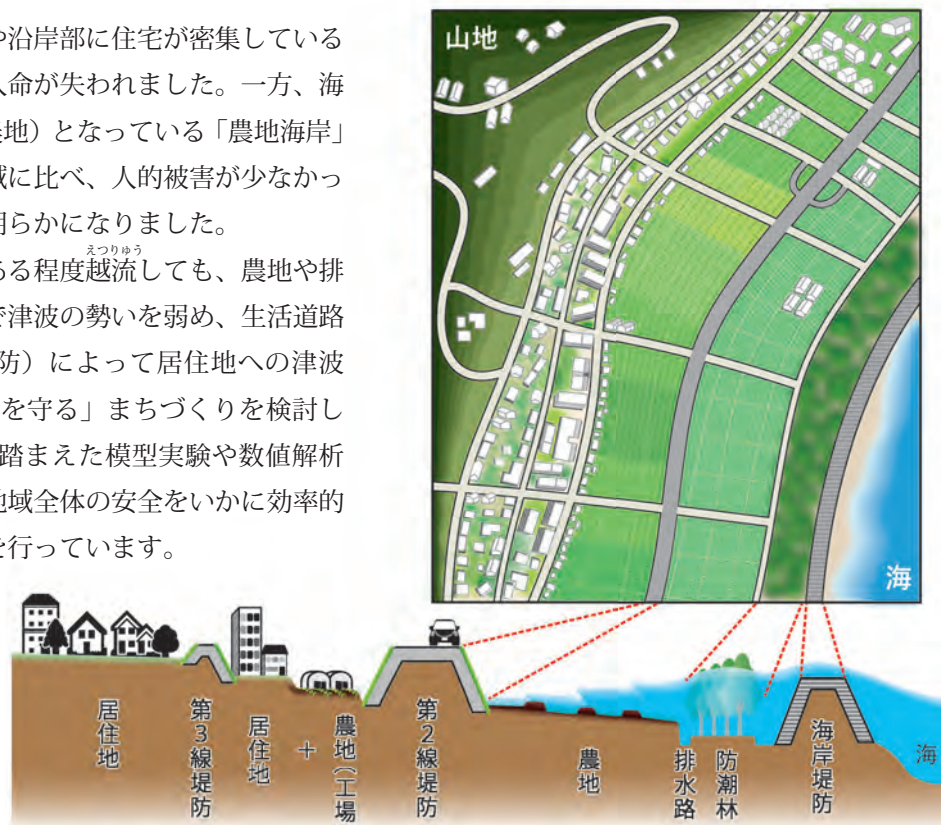 や沿岸部に住宅が密集している
人命が失われました。一方、海
地）となっている「農地海岸」
域に比べ、人的被害が少なかっ
明らかになりました。
えつりゅう
ある程度越流しても、農地や排
で津波の勢いを弱め、生活道路
防）によって居住地への津波
を守る」まちづくりを検討し
踏まえた模型実験や数値解析
地域全体の安全をいかに効率的
を行っています。
山地
海
居住地
第3線堤防
居住地
+
農地（工場
第2線堤防
農地
排水路
防潮林
海岸堤防
海